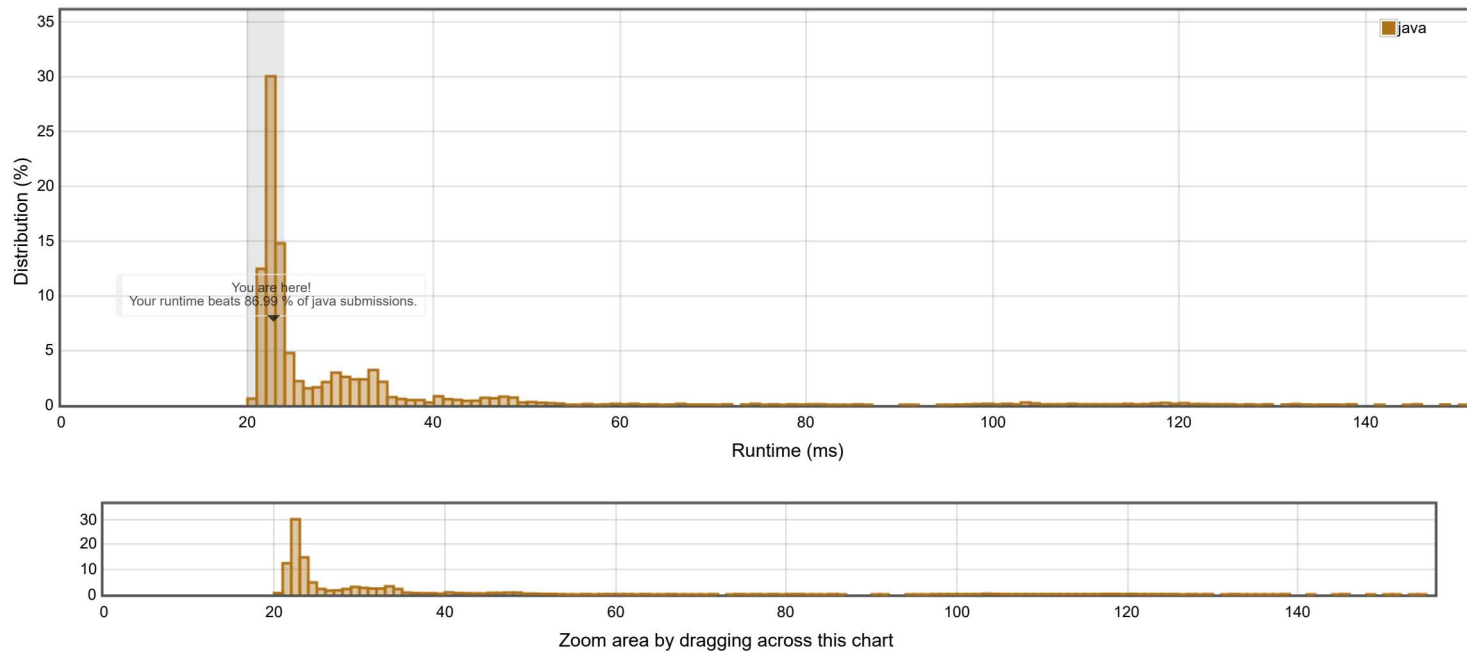 35
30
25
20
15
10
5
0
Distribution (%)
java
You are here!
Your runtime beats 86.99 % of java submissions.
0 20 40 60 80 100 120 140
Runtime (ms)
30
20
10
0
0 20 40 60 80 100 120 140
Zoom area by dragging across this chart